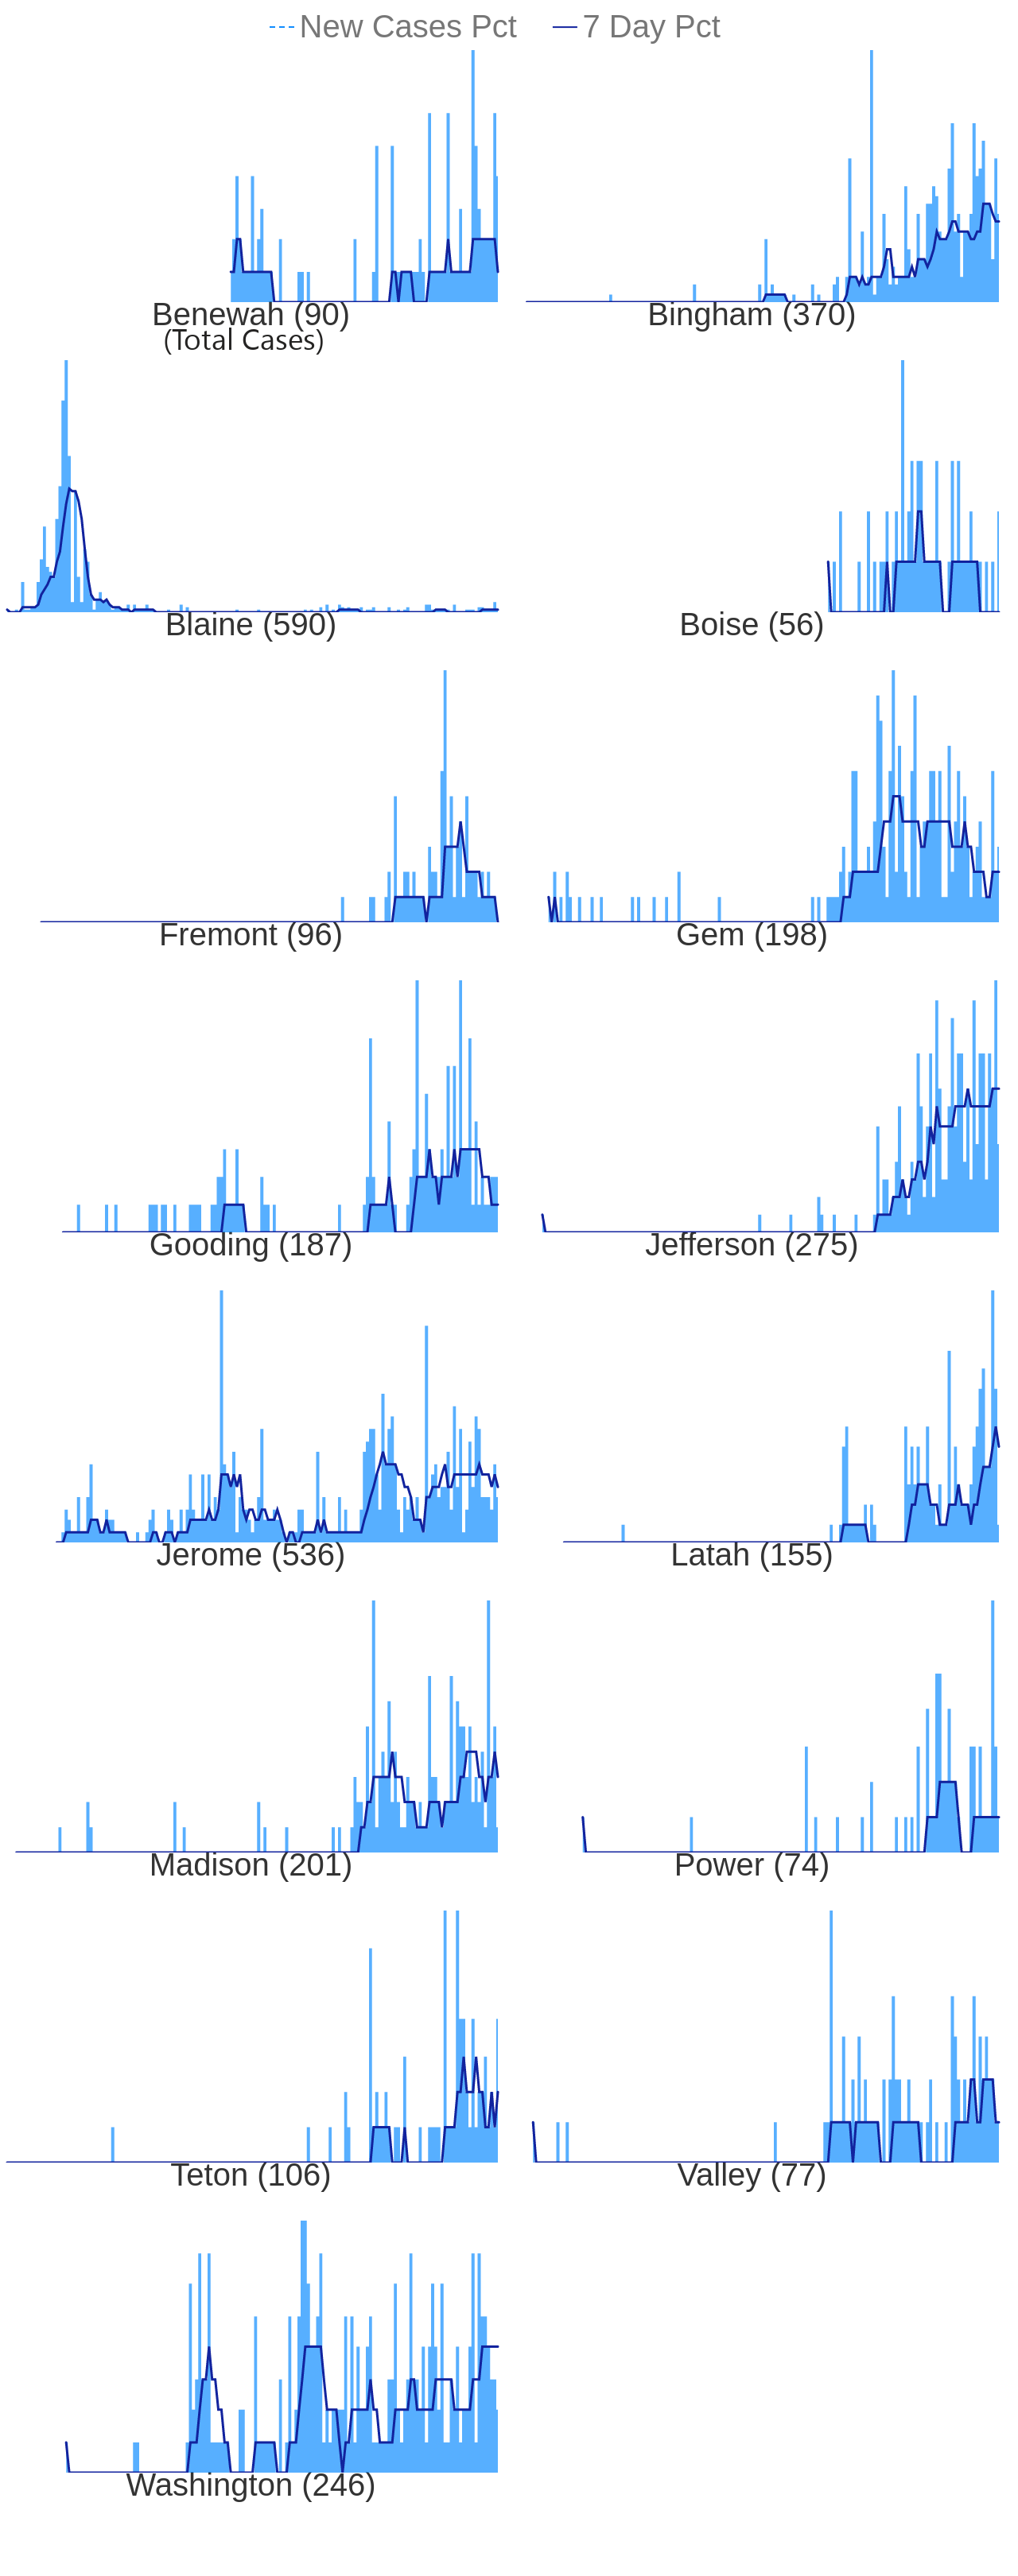 New Cases Pct 7 Day Pct
Benewah (90) Bingham (370)
(Total Cases)
Blaine (590) Boise (56)
Fremont (96) Gem (198)
Gooding (187) Jefferson (275)
Jerome (536) Latah (155)
Madison (201) Power (74)
Teton (106) Valley (77)
Washington (246)